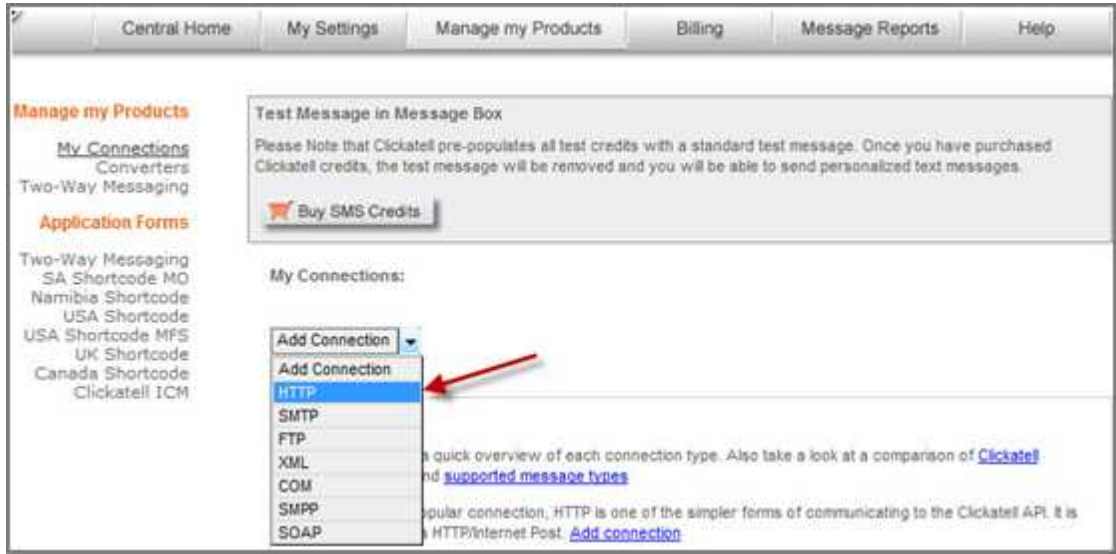 Central Home My Settings Manage my Products Billing Message Reports Help
Manage my Products
My Connections
Converters
Two-Way Messaging
Application Forms
Two-Way Messaging
SA Shortcode MO
Namibia Shortcode
USA Shortcode
USA Shortcode MFS
UK Shortcode
Canada Shortcode
Clickatell ICM
Test Message in Message Box
Please Note that Clickatell pre-populates all test credits with a standard test message. Once you have purchased
Clickatell credits, the test message will be removed and you will be able to send personalized text messages.
Buy SMS Credits
My Connections:
Add Connection
Add Connection
HTTP
SMTP
FTP
XML
COM
SMPP
SOAP
a quick overview of each connection type. Also take a look at a comparison of Clickatell
nd supported message types
opular connection, HTTP is one of the simpler forms of communicating to the Clickatell API. It is
HTTP/Internet Post. Add connection